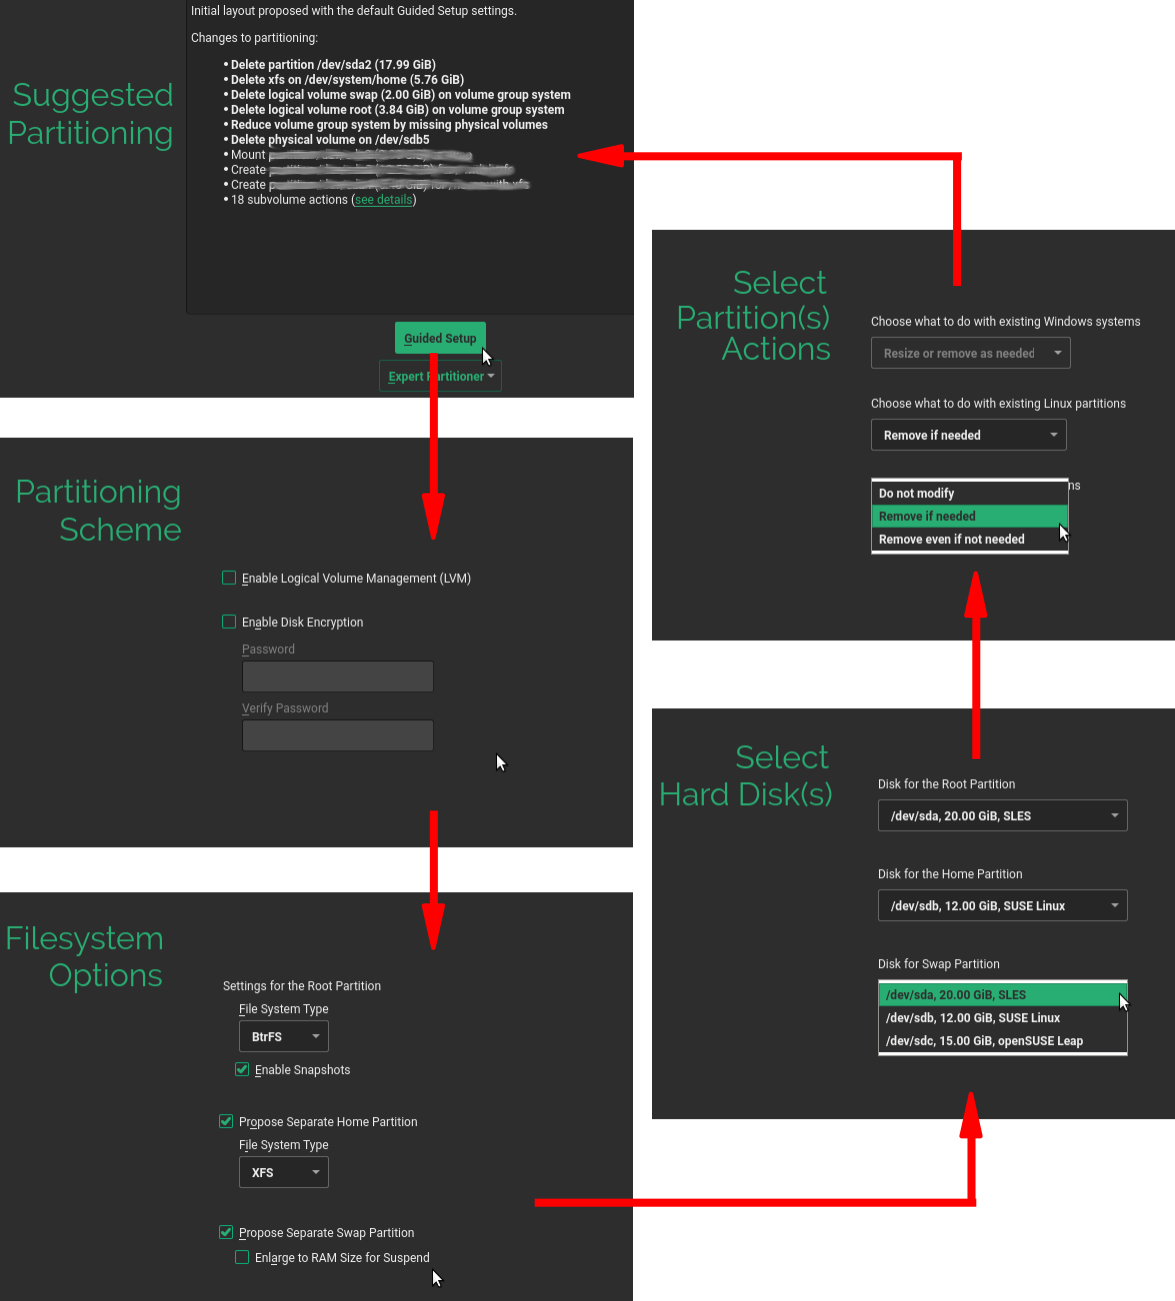 Initial layout proposed with the default Guided Setup settings.
Changes to partitioning:
• Delete partition /dev/sda2 (17.99 GiB)
• Delete xfs on /dev/system/home (5.76 GiB)
• Delete logical volume swap (2.00 GiB) on volume group system
• Delete logical volume root (3.84 GiB) on volume group system
• Reduce volume group system by missing physical volumes
• Delete physical volume on /dev/sdb5
• Mount
• Create
• Create
• 18 subvolume actions (see details)
Suggested
Partitioning
Guided Setup
Expert Partitioner
Partitioning
Scheme
Enable Logical Volume Management (LVM)
Enable Disk Encryption
Password
Verify Password
Filesystem
Options
Settings for the Root Partition
File System Type
BtrFS
Enable Snapshots
Propose Separate Home Partition
File System Type
XFS
Propose Separate Swap Partition
Enlarge to RAM Size for Suspend
Select
Hard Disk(s)
Disk for the Root Partition
/dev/sda, 20.00 GiB, SLES
Disk for the Home Partition
/dev/sdb, 12.00 GiB, SUSE Linux
Disk for Swap Partition
/dev/sda, 20.00 GiB, SLES
/dev/sdb, 12.00 GiB, SUSE Linux
/dev/sdc, 15.00 GiB, openSUSE Leap
Select
Partition(s)
Actions
Choose what to do with existing Windows systems
Resize or remove as needed
Choose what to do with existing Linux partitions
Remove if needed
ns
Do not modify
Remove if needed
Remove even if not needed